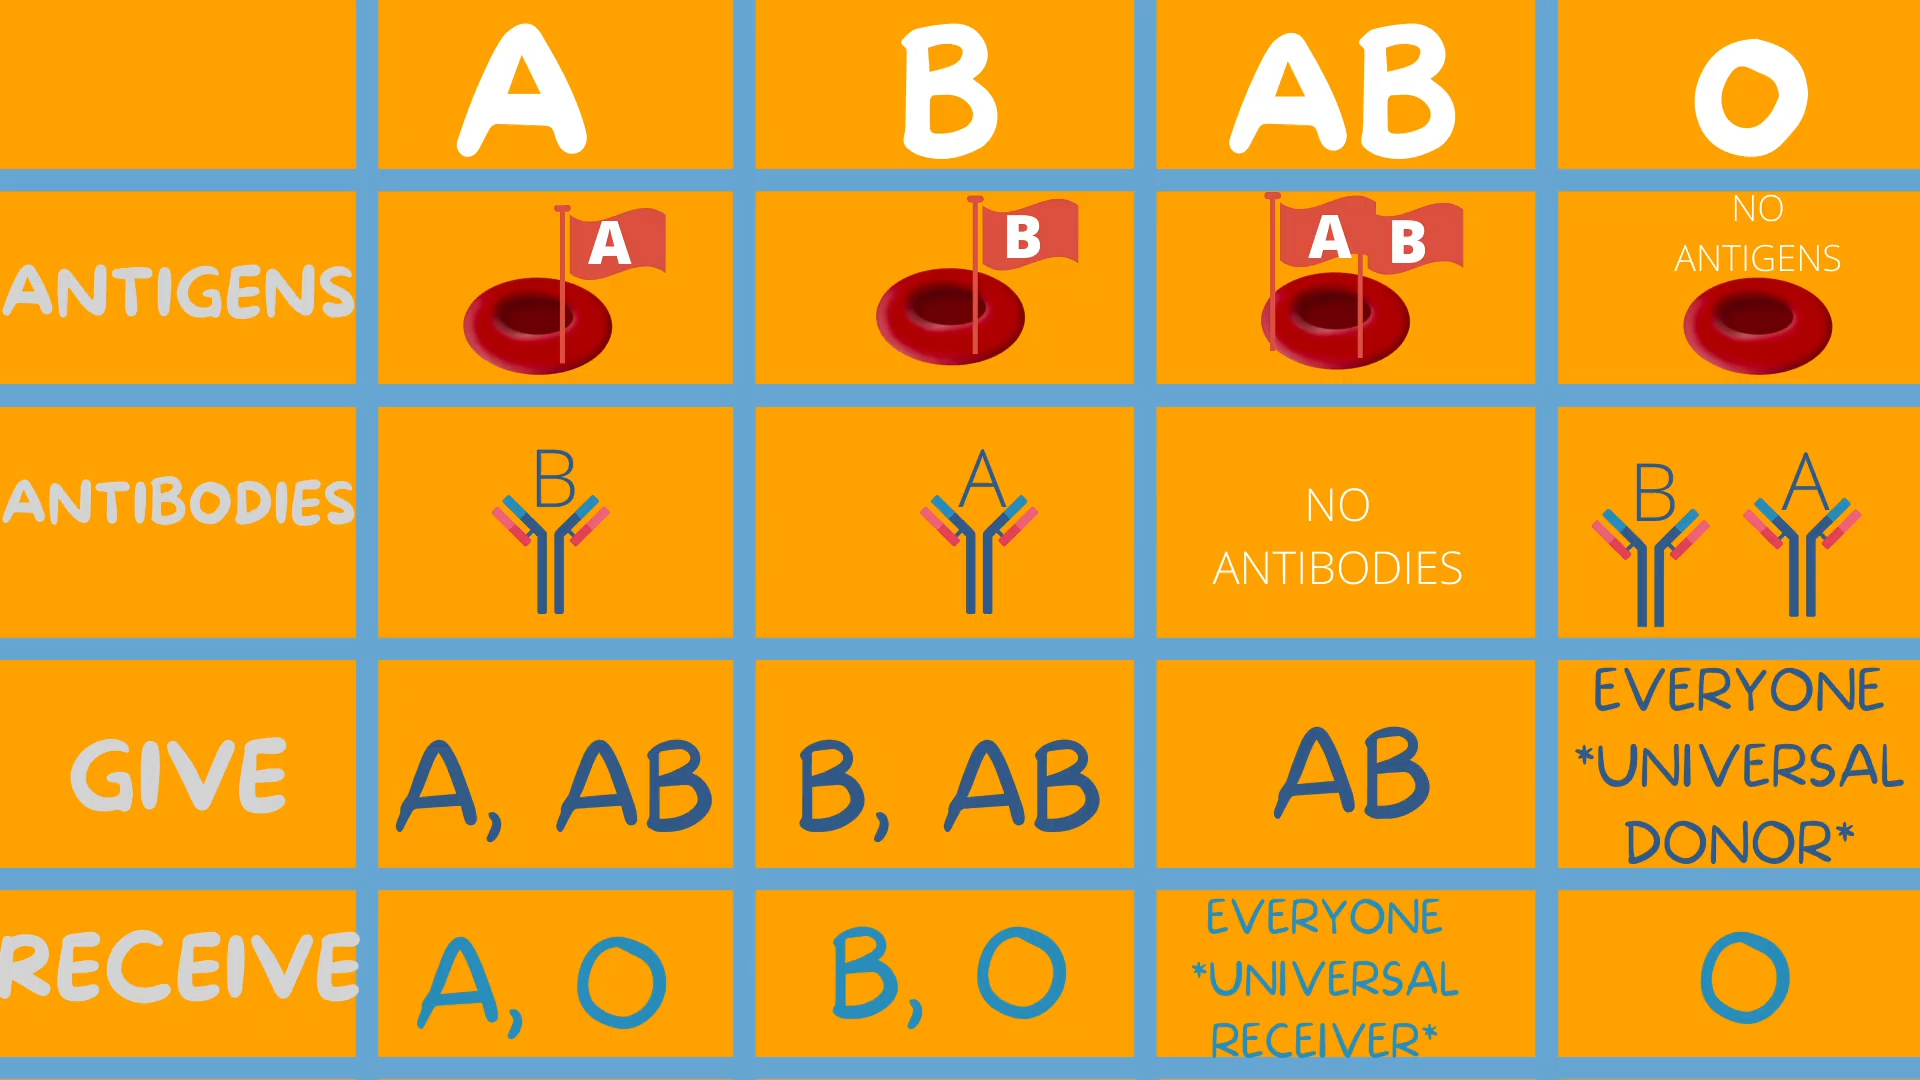 A B AB O
ANTIGENS A B A B NO
ANTIGENS
ANTIBODIES B A NO
ANTIBODIES B A
GIVE A, AB B, AB AB EVERYONE
*UNIVERSAL
DONOR*
RECEIVE A, O B, O EVERYONE
*UNIVERSAL
RECEIVER* O